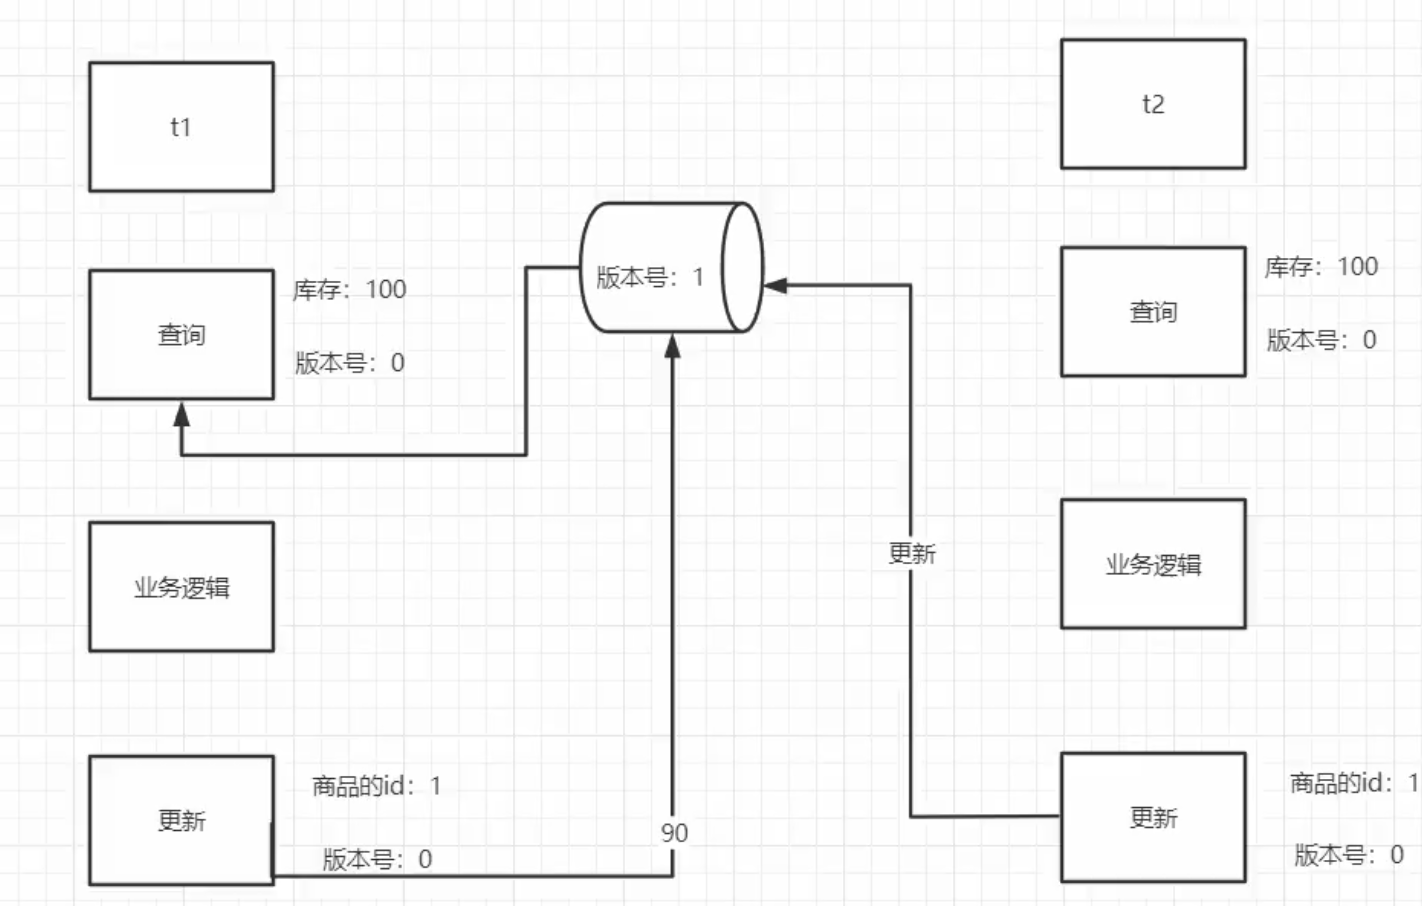 t1
t2
版本号：1
查询
库存：100
版本号：0
查询
库存：100
版本号：0
业务逻辑
更新
业务逻辑
更新
商品的id：1
版本号：0
90
更新
商品的id：1
版本号：0